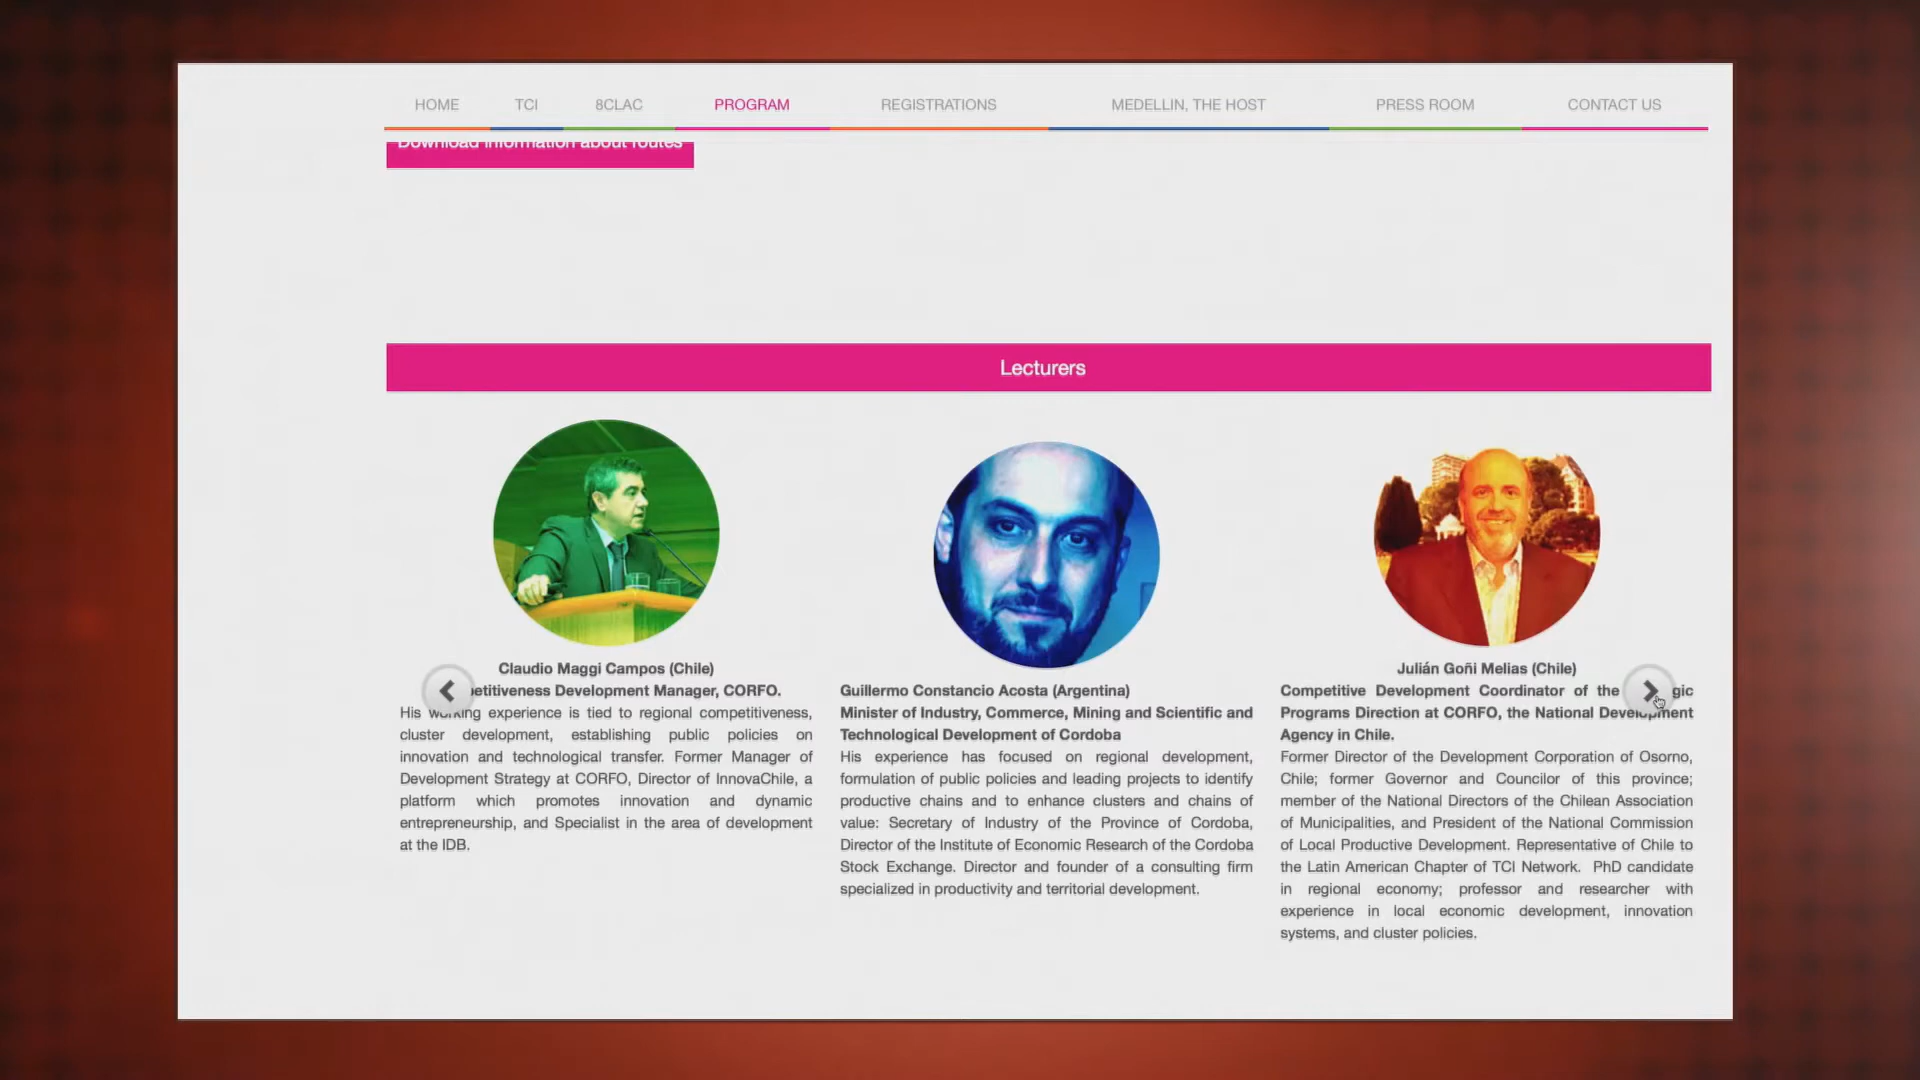 HOME TCI 8CLAC PROGRAM REGISTRATIONS MEDELLIN, THE HOST PRESS ROOM CONTACT US
Download information about routes
Lecturers
Claudio Maggi Campos (Chile)
etitiveness Development Manager, CORFO.
His working experience is tied to regional competitiveness,
cluster development, establishing public policies on
innovation and technological transfer. Former Manager of
Development Strategy at CORFO, Director of InnovaChile, a
platform which promotes innovation and dynamic
entrepreneurship, and Specialist in the area of development
at the IDB.
Guillermo Constancio Acosta (Argentina)
Minister of Industry, Commerce, Mining and Scientific and
Technological Development of Cordoba
His experience has focused on regional development,
formulation of public policies and leading projects to identify
productive chains and to enhance clusters and chains of
value: Secretary of Industry of the Province of Cordoba,
Director of the Institute of Economic Research of the Cordoba
Stock Exchange. Director and founder of a consulting firm
specialized in productivity and territorial development.
Julián Goñi Melias (Chile)
Competitive Development Coordinator of the gic
Programs Direction at CORFO, the National Development
Agency in Chile.
Former Director of the Development Corporation of Osorno,
Chile; former Governor and Councilor of this province;
member of the National Directors of the Chilean Association
of Municipalities, and President of the National Commission
of Local Productive Development. Representative of Chile to
the Latin American Chapter of TCI Network. PhD candidate
in regional economy; professor and researcher with
experience in local economic development, innovation
systems, and cluster policies.